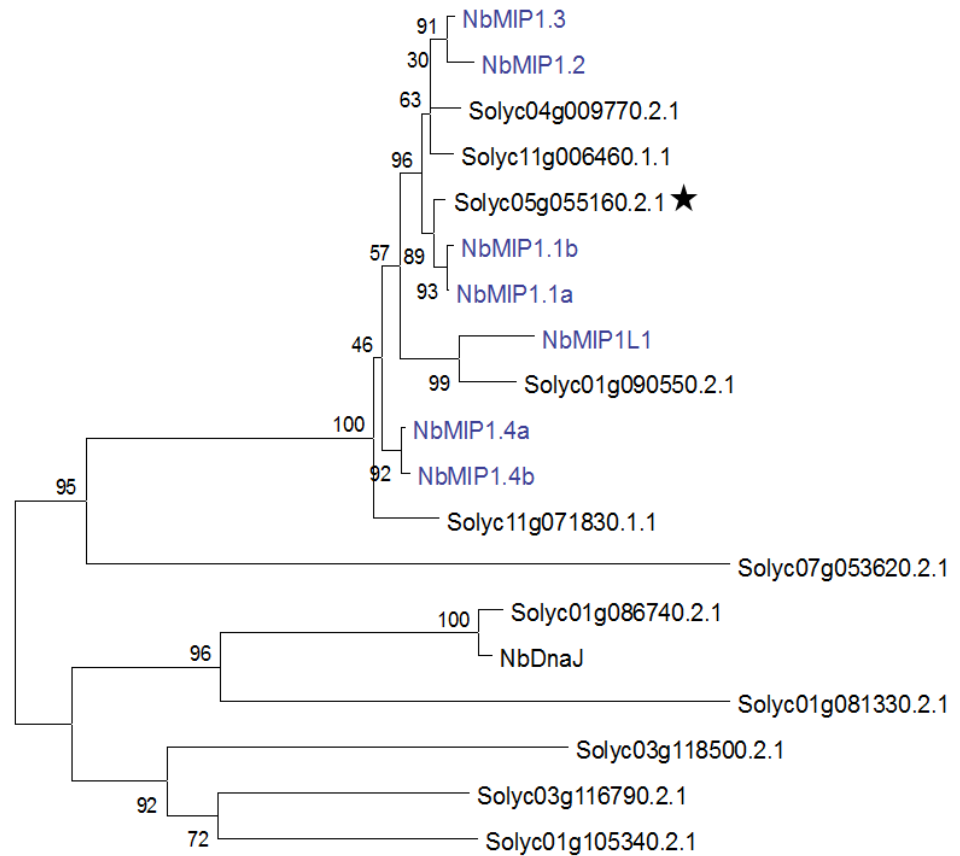 91
NbMIP1.3
30
NbMIP1.2
63
Solyc04g009770.2.1
96
Solyc11g006460.1.1
Solyc05g055160.2.1★
57
89
NbMIP1.1b
93
NbMIP1.1a
46
NbMIP1L1
99
Solyc01g090550.2.1
100
NbMIP1.4a
92
NbMIP1.4b
95
Solyc11g071830.1.1
Solyc07g053620.2.1
100
Solyc01g086740.2.1
96
NbDnaJ
Solyc01g081330.2.1
Solyc03g118500.2.1
92
Solyc03g116790.2.1
72
Solyc01g105340.2.1